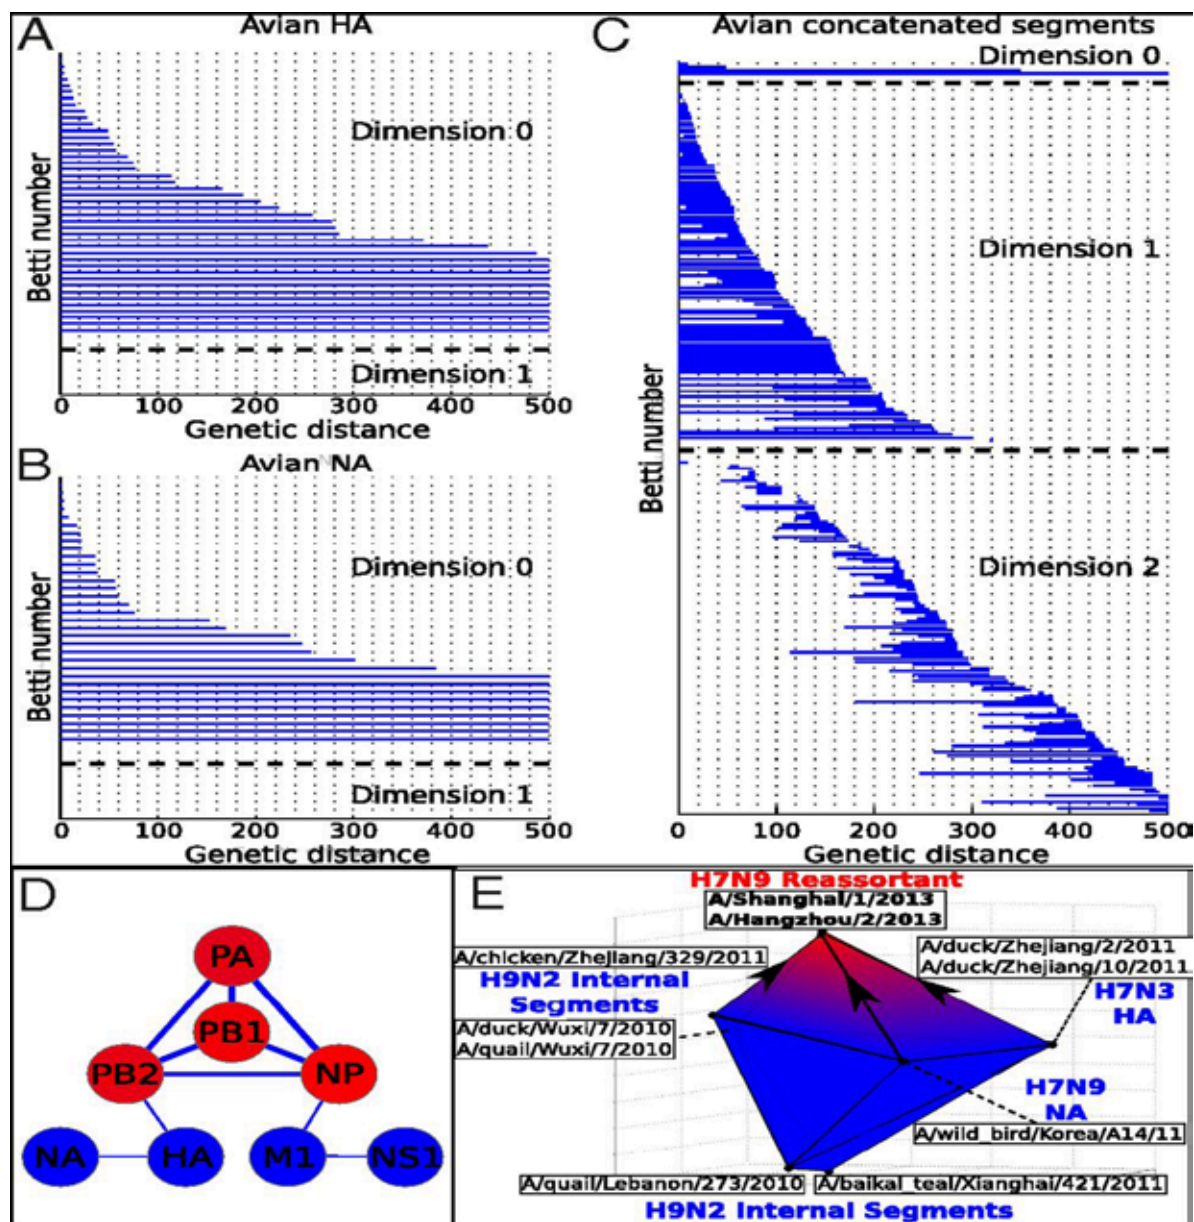 A
Avian HA
Dimension 0
Betti number
Dimension 1
0 100 200 300 400 500
Genetic distance
B
Avian NA
Dimension 0
Betti number
Dimension 1
0 100 200 300 400 500
Genetic distance
C
Avian concatenated segments
Dimension 0
Dimension 1
Betti number
Dimension 2
0 100 200 300 400 500
Genetic distance
D
PA
PB1
PB2
NP
NA
HA
M1
NS1
E
H7N9 Reassortant
A/Shanghai/1/2013
A/Hangzhou/2/2013
A/chicken/Zhejiang/329/2011
H9N2 Internal
Segments
A/duck/Wuxi/7/2010
A/quail/Wuxi/7/2010
A/duck/Zhejiang/2/2011
A/duck/Zhejiang/10/2011
H7N3
HA
H7N9
NA
A/wild_bird/Korea/A14/11
A/quail/Lebanon/273/2010
A/baikal_teal/Xianghai/421/2011
H9N2 Internal Segments